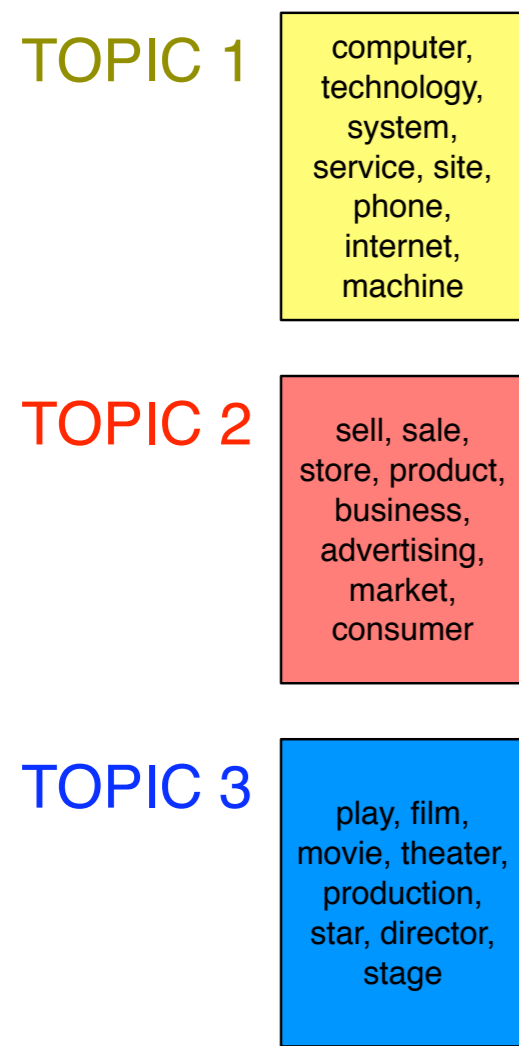 TOPIC 1
computer,
technology,
system,
service, site,
phone,
internet,
machine
TOPIC 2
sell, sale,
store, product,
business,
advertising,
market,
consumer
TOPIC 3
play, film,
movie, theater,
production,
star, director,
stage